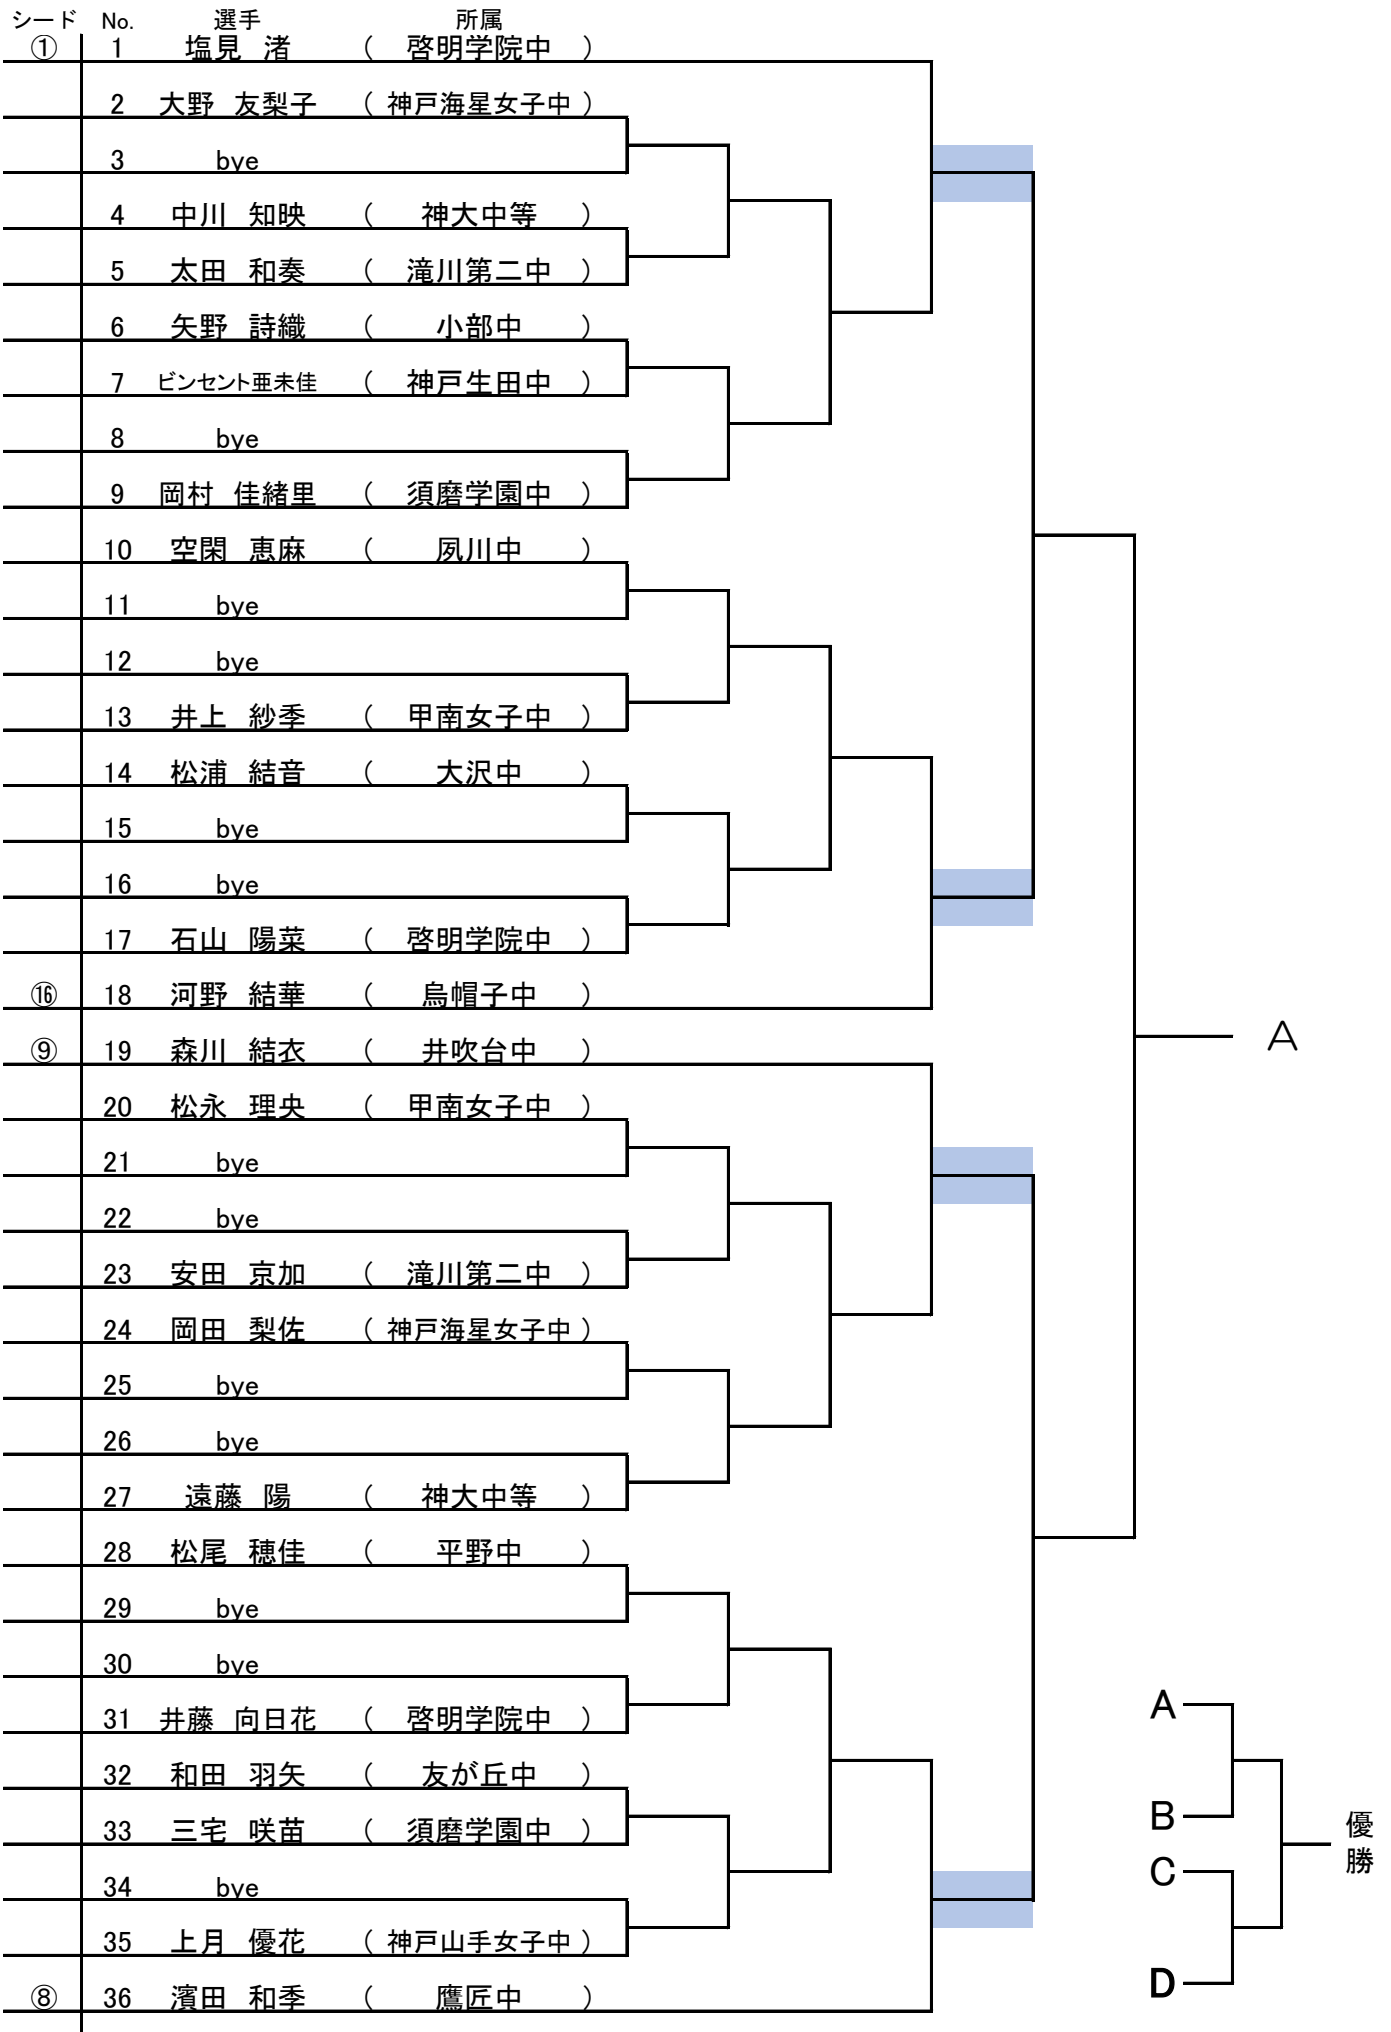 シード No. 選手 所属
① 1 塩見 渚 ( 啓明学院中 )
2 大野 友梨子 ( 神戸海星女子中 )
3 bye
4 中川 知映 ( 神大中等 )
5 太田 和奏 ( 滝川第二中 )
6 矢野 詩織 ( 小部中 )
7 ビンセント亜未佳 ( 神戸生田中 )
8 bye
9 岡村 佳緒里 ( 須磨学園中 )
10 空閑 恵麻 ( 夙川中 )
11 bye
12 bye
13 井上 紗季 ( 甲南女子中 )
14 松浦 結音 ( 大沢中 )
15 bye
16 bye
17 石山 陽菜 ( 啓明学院中 )
⑯ 18 河野 結華 ( 烏帽子中 )
A
⑨ 19 森川 結衣 ( 井吹台中 )
20 松永 理央 ( 甲南女子中 )
21 bye
22 bye
23 安田 京加 ( 滝川第二中 )
24 岡田 梨佐 ( 神戸海星女子中 )
25 bye
26 bye
27 遠藤 陽 ( 神大中等 )
28 松尾 穂佳 ( 平野中 )
29 bye
30 bye
31 井藤 向日花 ( 啓明学院中 )
32 和田 羽矢 ( 友が丘中 )
33 三宅 咲苗 ( 須磨学園中 )
34 bye
35 上月 優花 ( 神戸山手女子中 )
⑧ 36 濱田 和季 ( 鷹匠中 )
A
B
C
D
優勝